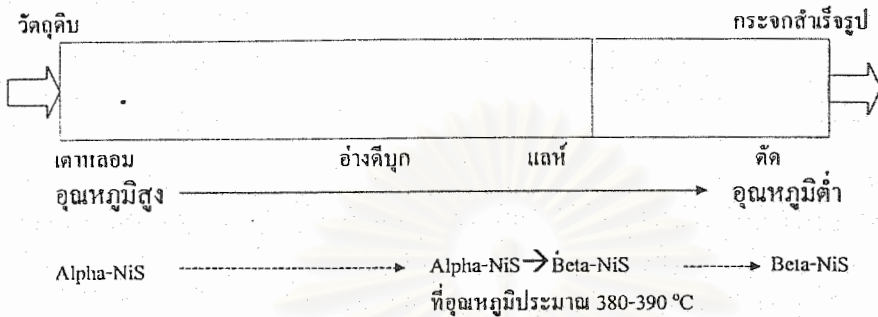 วัตถุดิบ กระจกสำเร็จรูป
เตาหลอม อ่างดีบุก แลห์ ตัด
อุณหภูมิสูง อุณหภูมิต่ำ
Alpha-NiS Alpha-NiS→Beta-NiS Beta-NiS
ที่อุณหภูมิประมาณ 380-390 °C